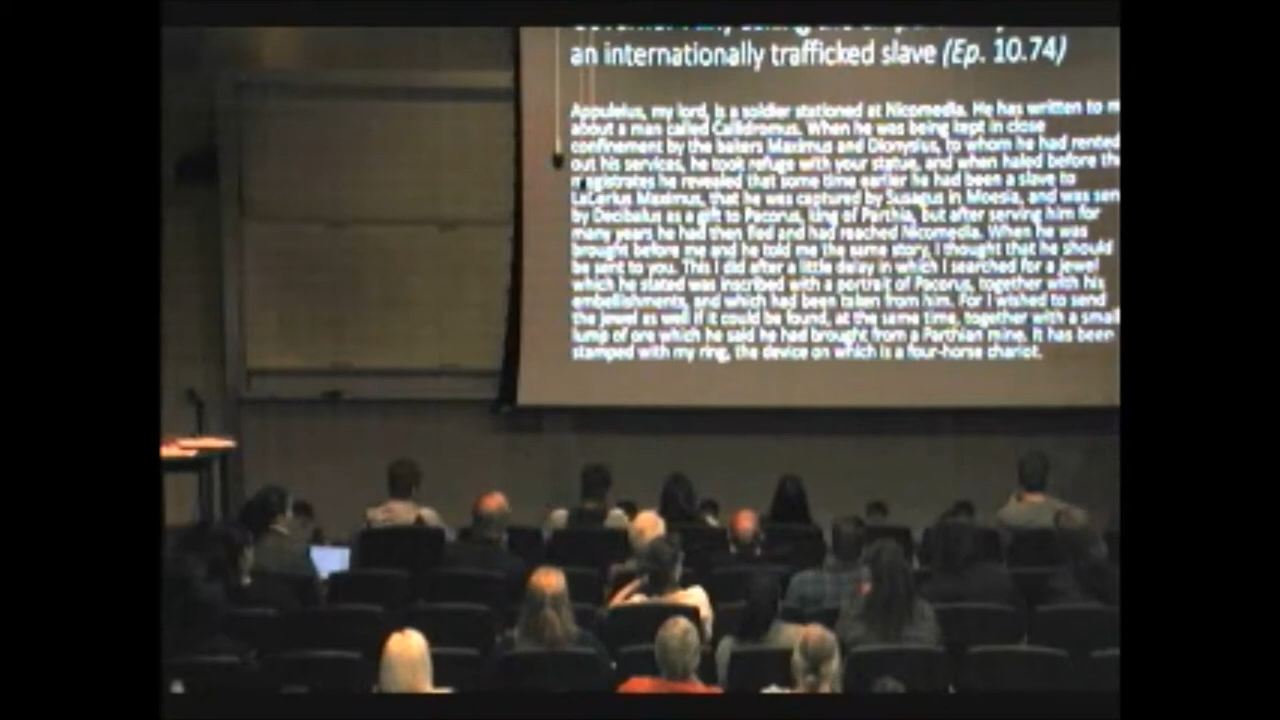 an internationally trafficked slave (Ep. 10.74)
Appuleius, my lord, is a soldier stationed at Nicomedia. He has written to
about a man called Callidromus. When he was being kept in close
confinement by the bakers Maximus and Dionysius, to whom he had rented
out his services, he took refuge with your statue, and when haled before
magistrates he revealed that some time earlier he had been a slave to
Maximus, that he was captured by Susagus in Moesia, and was
by Decibalus as a gift to Pacorus, king of Parthia, but after serving him for
many years he had then fled and had reached Nicomedia. When he was
brought before me and he told me the same story, I thought that he should
be sent to you. This I did after a little delay in which I searched for a jewel
which he stated was inscribed with a portrait of Pacorus, together with his
embellishments, and which had been taken from him. For I wished to send
the jewel as well if it could be found, at the same time, together with a small
lump of ore which he said he had brought from a Parthian mine. It has been
stamped with my ring, the device on which is a four-horse chariot.